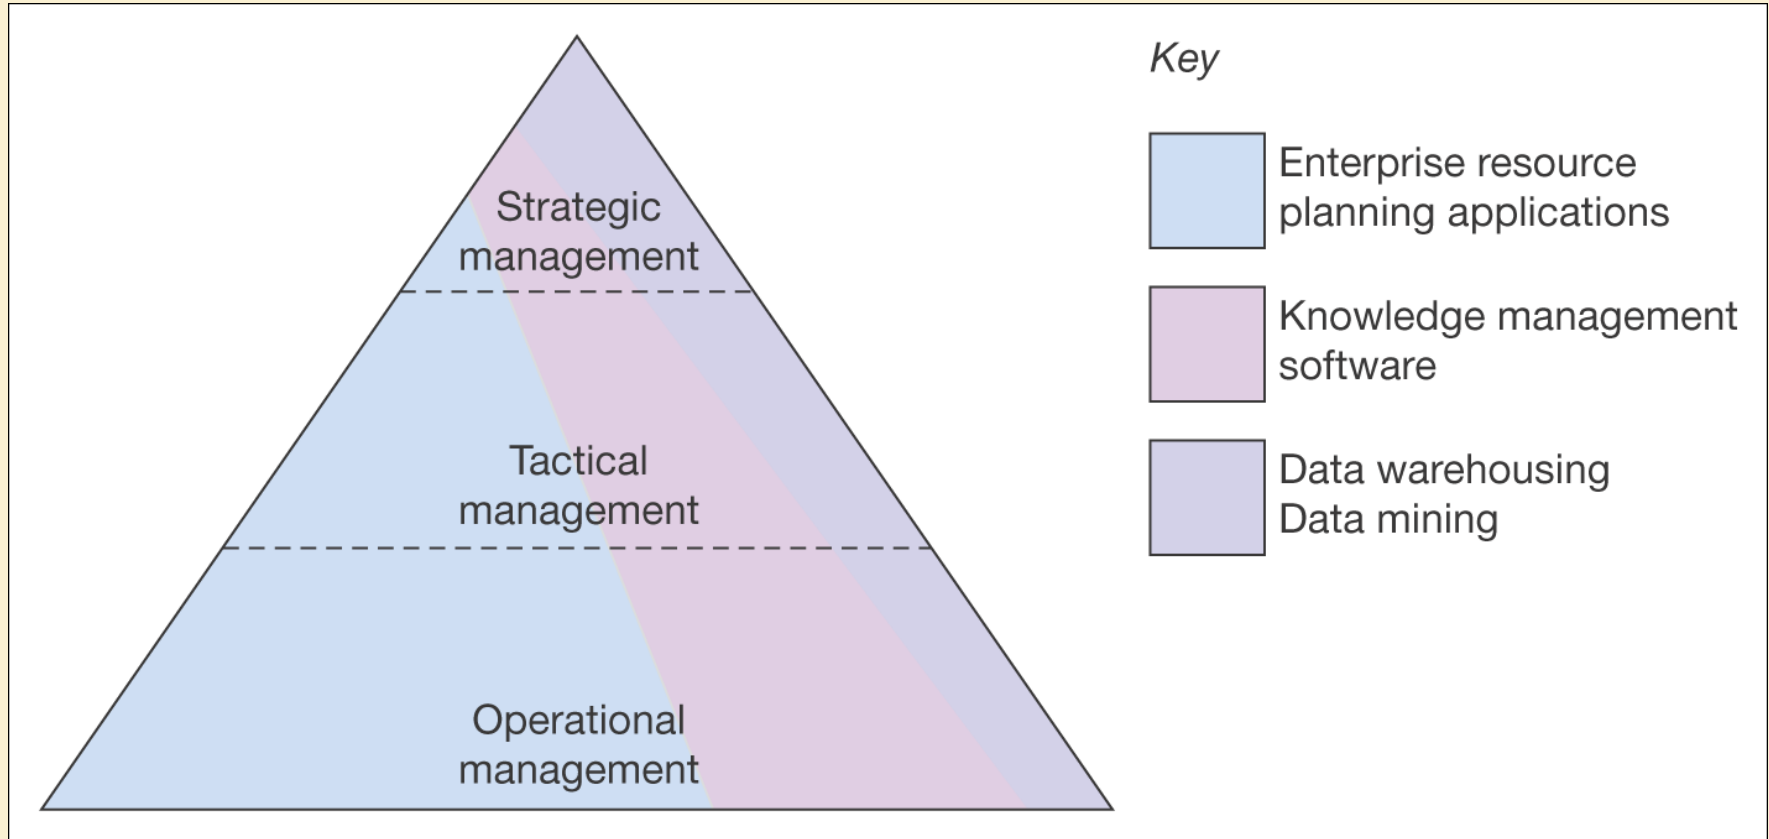 Key
Strategic
management
Tactical
management
Operational
management
Enterprise resource
planning applications
Knowledge management
software
Data warehousing
Data mining